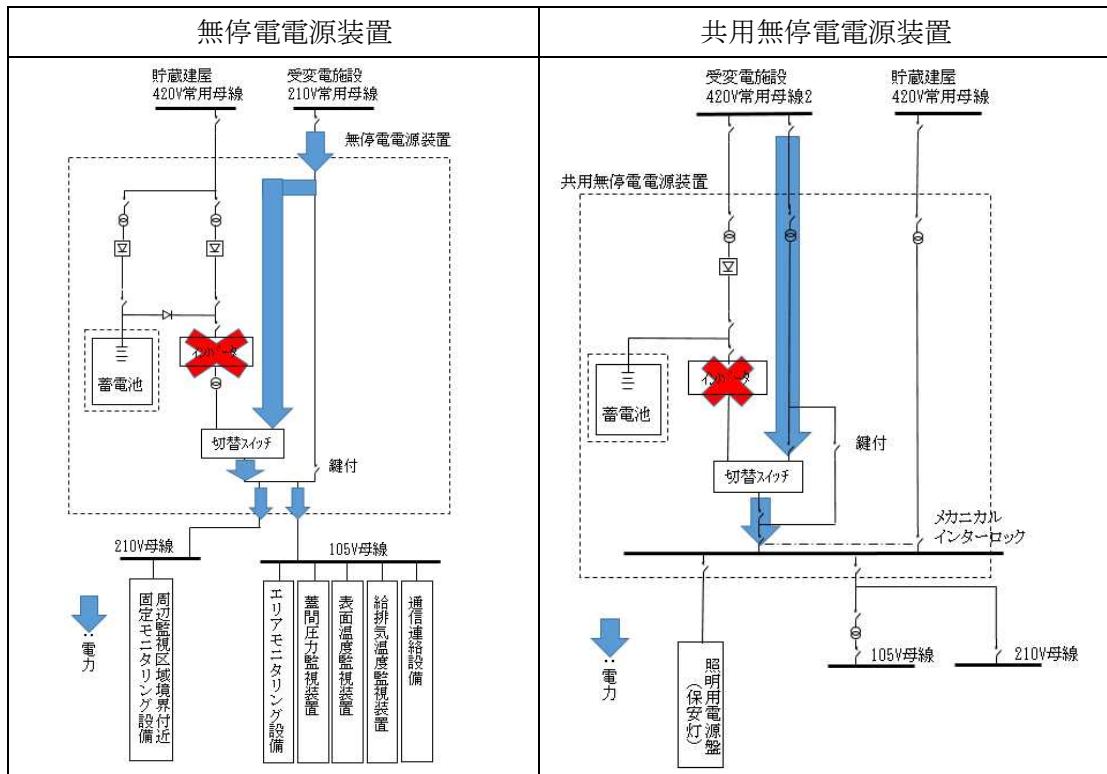 無停電電源装置
共用無停電電源装置
貯蔵建屋
420V常用母線
受変電施設
210V常用母線
無停電電源装置
インバータ
蓄電池
切替スイッチ
鍵付
210V母線
105V母線
:電力
周辺監視区域境界付近
固定モニタリング設備
エリアモニタリング設備
蓋間圧力監視装置
表面温度監視装置
給排気温度監視装置
通信連絡設備
受変電施設
420V常用母線2
貯蔵建屋
420V常用母線
共用無停電電源装置
インバータ
蓄電池
鍵付
切替スイッチ
メカニカル
インターロック
:電力
照明用電源盤
(保安灯)
105V母線
210V母線